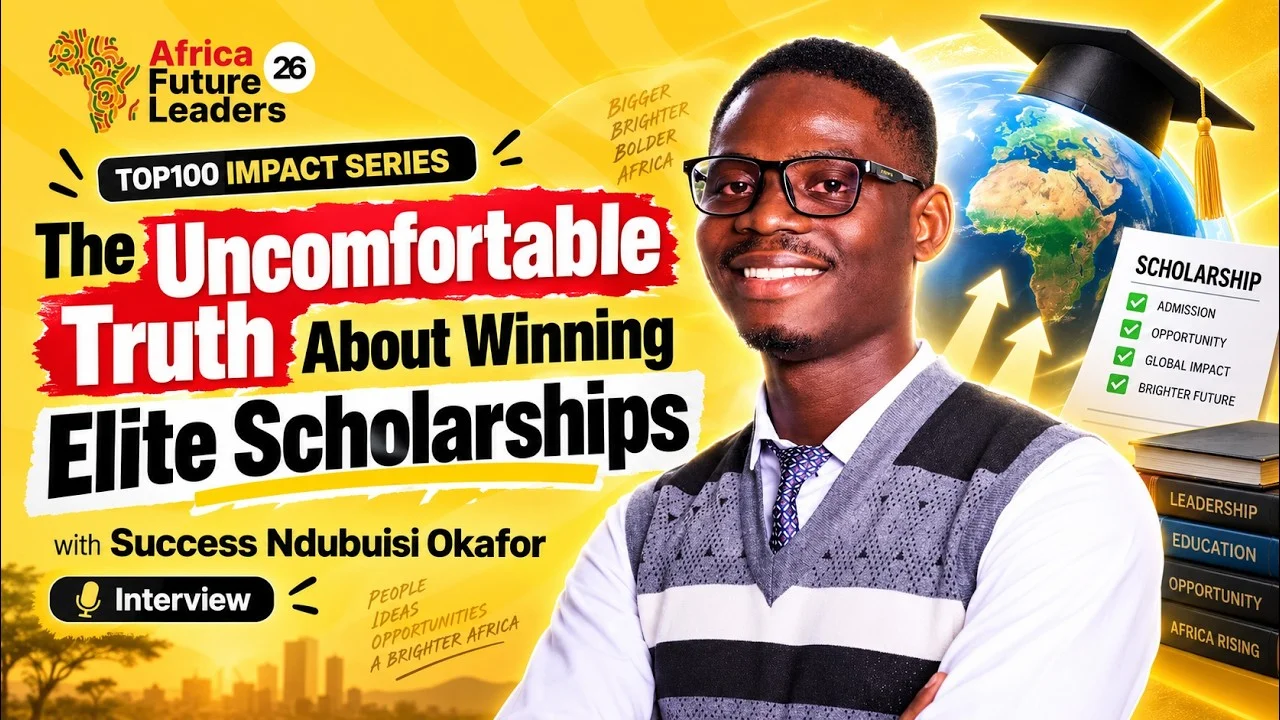 Africa
Future
Leaders
26
TOP100 IMPACT SERIES
The Uncomfortable
Truth About Winning
Elite Scholarships
with Success Ndubuisi Okafor
Interview
BIGGER
BRIGHTER
BOLDER
AFRICA
PEOPLE
IDEAS
OPPORTUNITIES
A BRIGHTER AFRICA
SCHOLARSHIP
ADMISSION
OPPORTUNITY
GLOBAL IMPACT
BRIGHTER FUTURE
LEADERSHIP
EDUCATION
OPPORTUNITY
AFRICA RISING